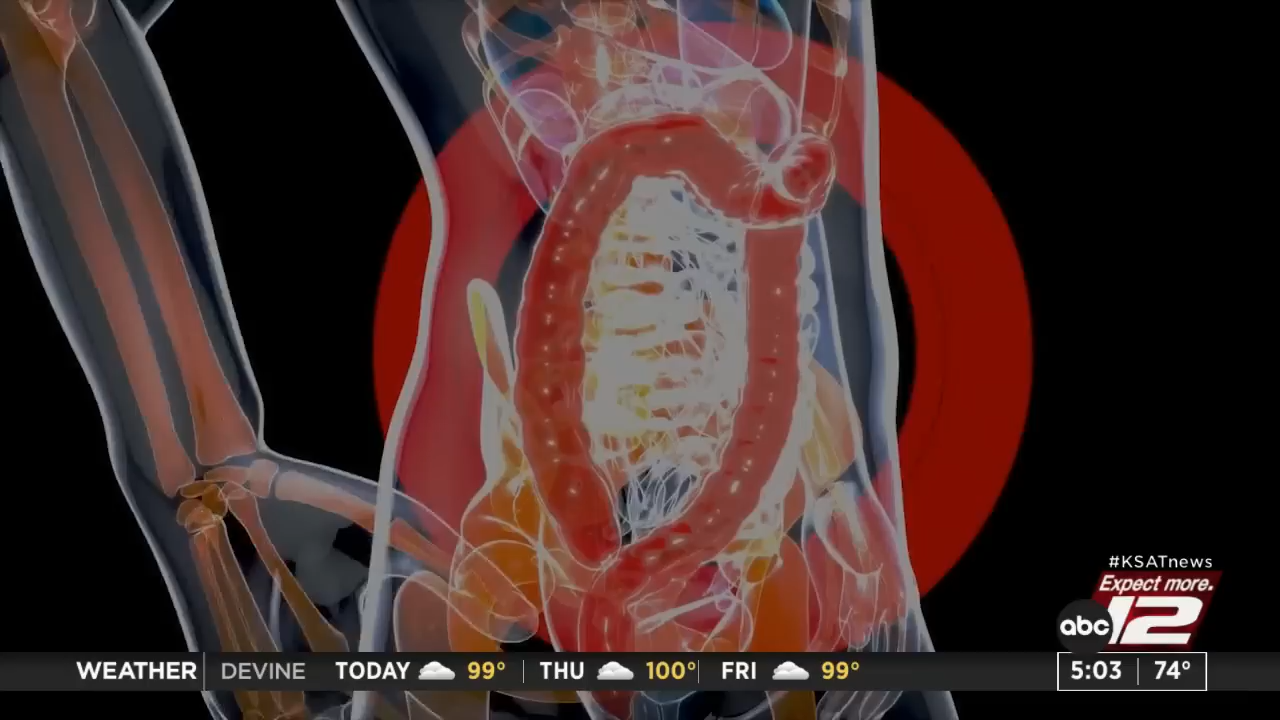 #KSATnews
Expect more.
abc 12
WEATHER DEVINE TODAY 99° THU 100° FRI 99° 5:03 74°